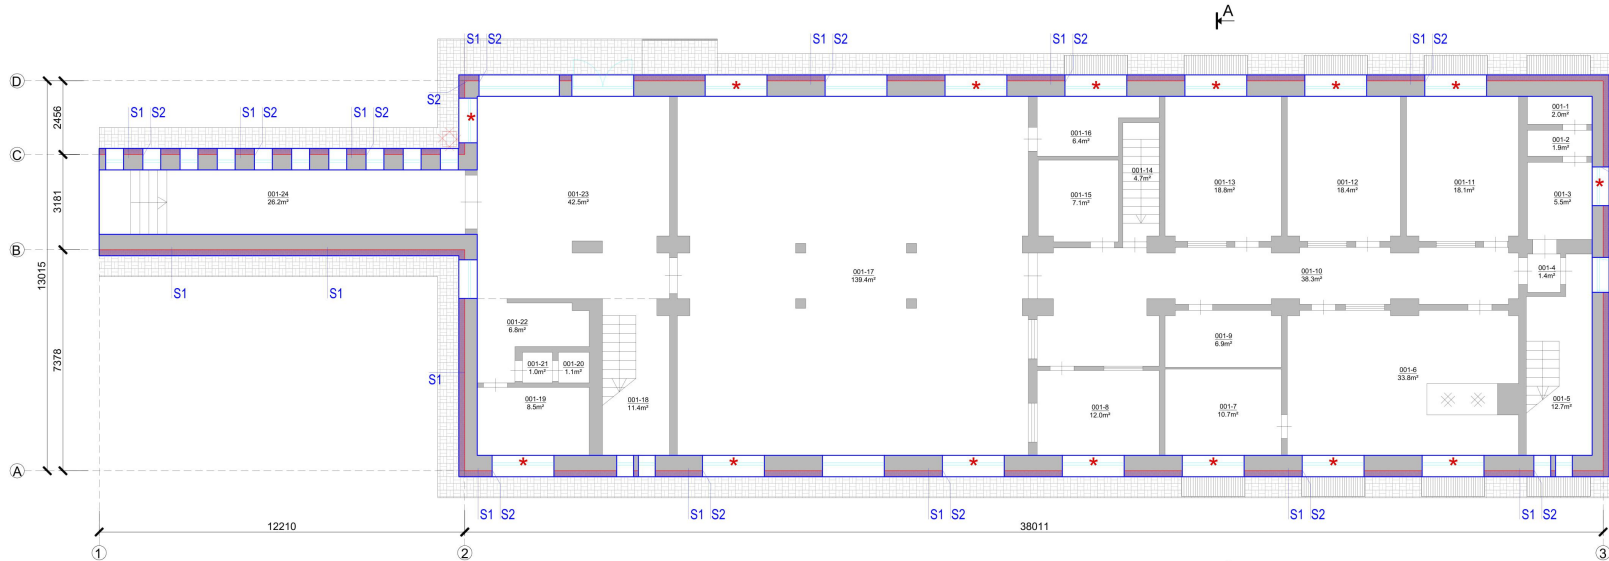 A
S1 S2
S1 S2
S1 S2
S1 S2
D
S2
S1 S2
S1 S2
S1 S2
2456
001-1
2.0m²
001-16
6.4m²
001-2
1.9m²
C
001-14
4.7m²
001-13
18.8m²
001-12
18.4m²
001-11
18.1m²
001-24
26.2m²
001-23
42.5m²
001-15
7.1m²
001-3
5.5m²
3181
B
13015
001-17
139.4m²
001-10
38.3m²
001-4
1.4m²
S1
S1
001-22
6.8m²
001-9
6.9m²
7378
001-21
1.0m²
001-20
1.1m²
001-6
33.8m²
S1
001-19
8.5m²
001-18
11.4m²
001-8
12.0m²
001-7
10.7m²
001-5
12.7m²
A
S1 S2
S1 S2
S1 S2
S1 S2
S1 S2
12210
38011
1
2
3